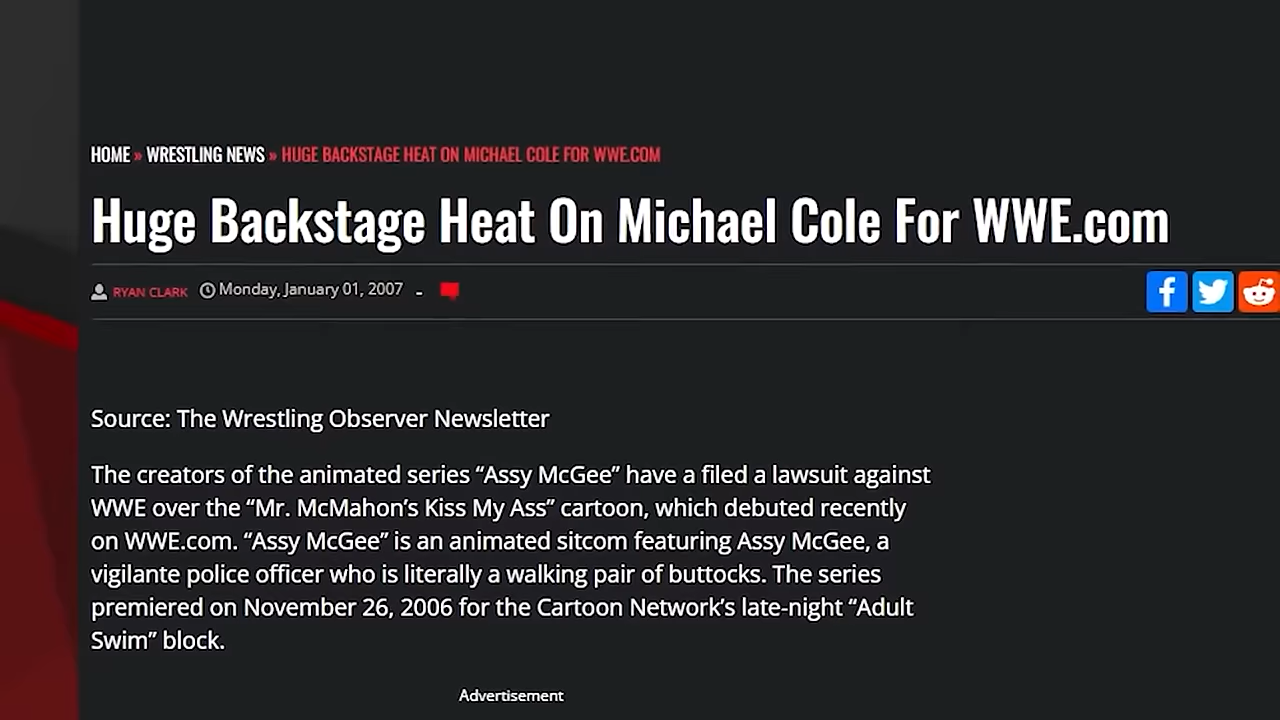 HOME » WRESTLING NEWS » HUGE BACKSTAGE HEAT ON MICHAEL COLE FOR WWE.COM
Huge Backstage Heat On Michael Cole For WWE.com
RYAN CLARK Monday, January 01, 2007 -
Source: The Wrestling Observer Newsletter
The creators of the animated series “Assy McGee” have a filed a lawsuit against
WWE over the “Mr. McMahon’s Kiss My Ass” cartoon, which debuted recently
on WWE.com. “Assy McGee” is an animated sitcom featuring Assy McGee, a
vigilante police officer who is literally a walking pair of buttocks. The series
premiered on November 26, 2006 for the Cartoon Network’s late-night “Adult
Swim” block.
Advertisement